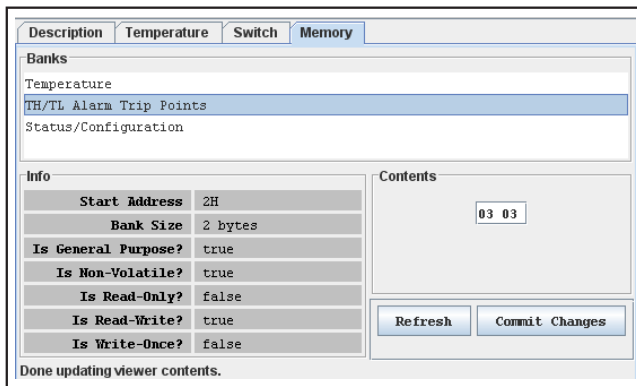 Description Temperature Switch Memory
Banks
Temperature
TH/TL Alarm Trip Points
Status/Configuration
Info
Start Address 2H
Bank Size 2 bytes
Is General Purpose? true
Is Non-Volatile? true
Is Read-Only? false
Is Read-Write? true
Is Write-Once? false
Contents
03 03
Refresh Commit Changes
Done updating viewer contents.